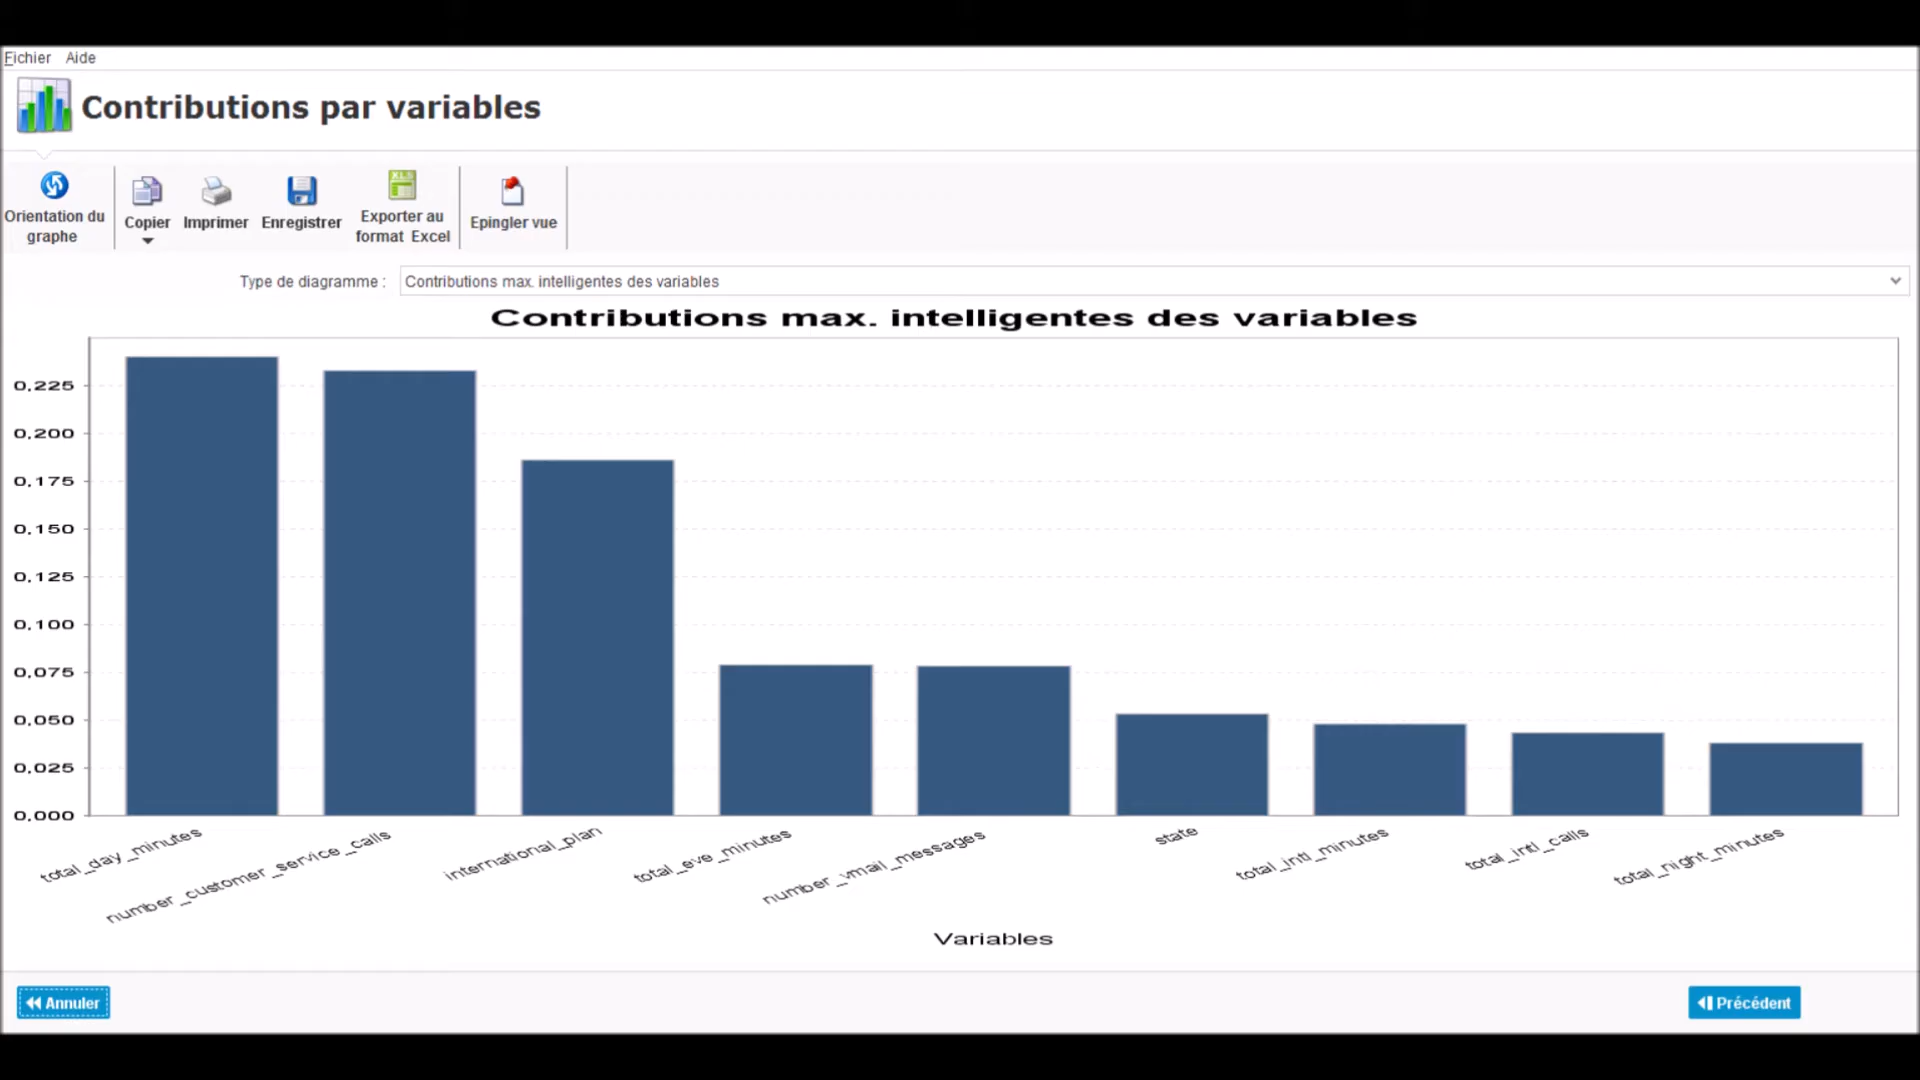 Fichier Aide
Contributions par variables
Orientation du
graphe
Copier
Imprimer
Enregistrer
XLS
Exporter au
format Excel
Epingler vue
Type de diagramme : Contributions max. intelligentes des variables
Contributions max. intelligentes des variables
0,225
0,200
0,175
0,150
0,125
0,100
0,075
0,050
0,025
0,000
total_day_minutes
number_customer_service_calls
international_plan
total_eve_minutes
number_vmail_messages
state
total_intl_minutes
total_intl_calls
total_night_minutes
Variables
Annuler
Précédent